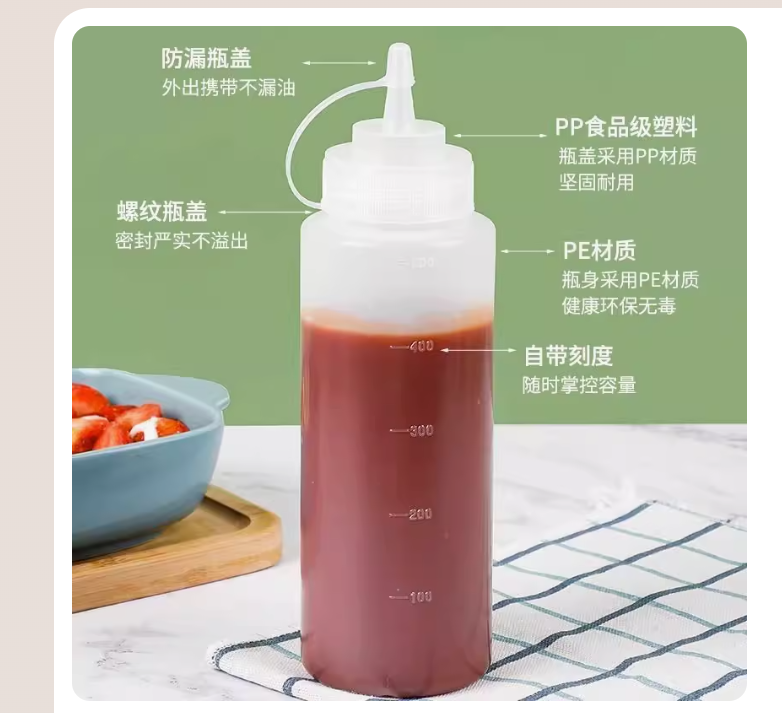 防漏瓶盖
外出携带不漏油
PP食品级塑料
瓶盖采用PP材质
坚固耐用
螺纹瓶盖
密封严实不溢出
PE材质
瓶身采用PE材质
健康环保无毒
400
自带刻度
随时掌控容量
300
200
100